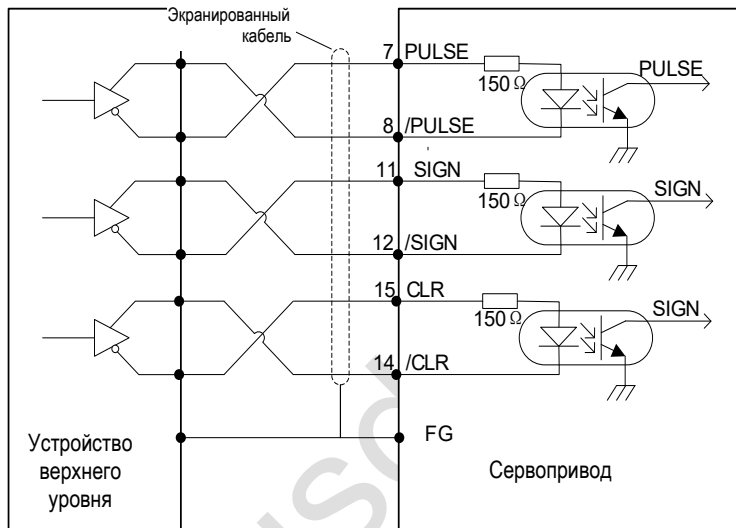 Экранированный
кабель
7 PULSE
150 Ω
PULSE
8 /PULSE
11 SIGN
150 Ω
SIGN
12 /SIGN
15 CLR
150 Ω
SIGN
14 /CLR
FG
Устройство
верхнего
уровня
Сервопривод